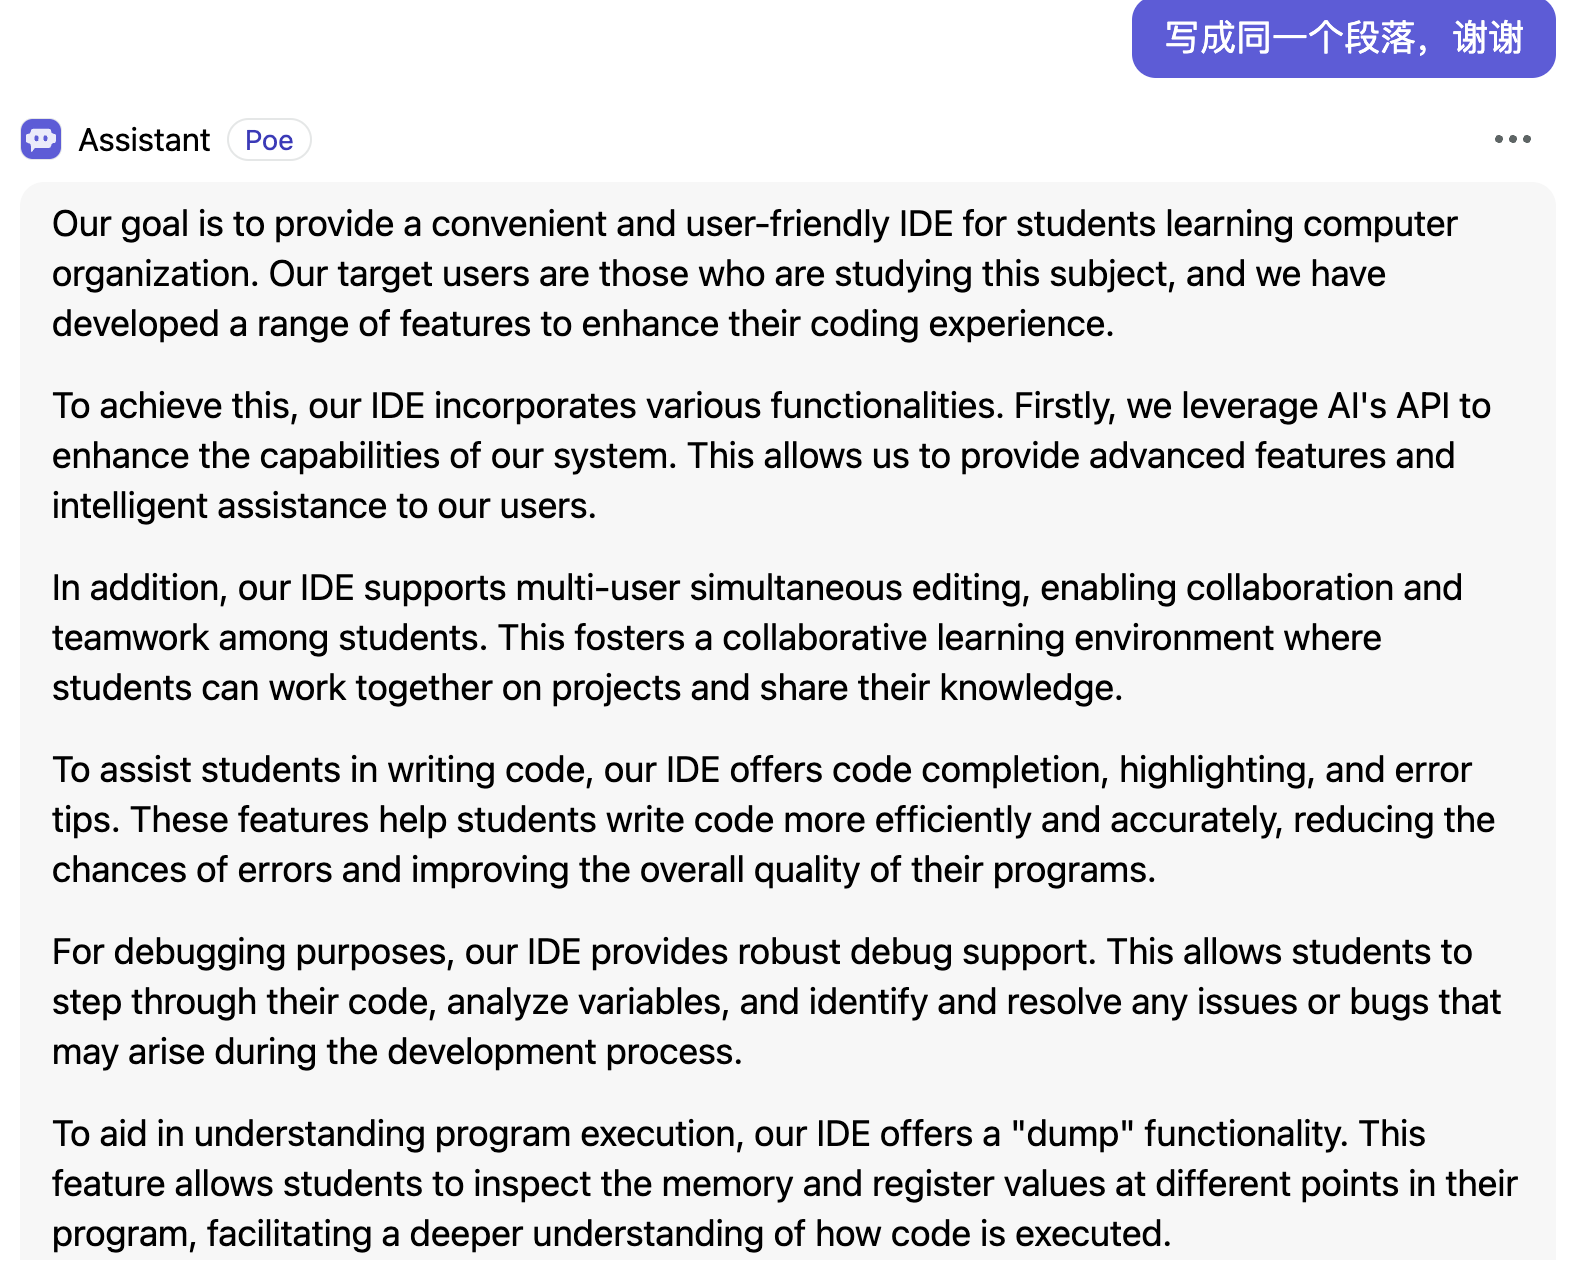 写成同一个段落，谢谢
Assistant Poe
Our goal is to provide a convenient and user-friendly IDE for students learning computer
organization. Our target users are those who are studying this subject, and we have
developed a range of features to enhance their coding experience.
To achieve this, our IDE incorporates various functionalities. Firstly, we leverage AI's API to
enhance the capabilities of our system. This allows us to provide advanced features and
intelligent assistance to our users.
In addition, our IDE supports multi-user simultaneous editing, enabling collaboration and
teamwork among students. This fosters a collaborative learning environment where
students can work together on projects and share their knowledge.
To assist students in writing code, our IDE offers code completion, highlighting, and error
tips. These features help students write code more efficiently and accurately, reducing the
chances of errors and improving the overall quality of their programs.
For debugging purposes, our IDE provides robust debug support. This allows students to
step through their code, analyze variables, and identify and resolve any issues or bugs that
may arise during the development process.
To aid in understanding program execution, our IDE offers a "dump" functionality. This
feature allows students to inspect the memory and register values at different points in their
program, facilitating a deeper understanding of how code is executed.